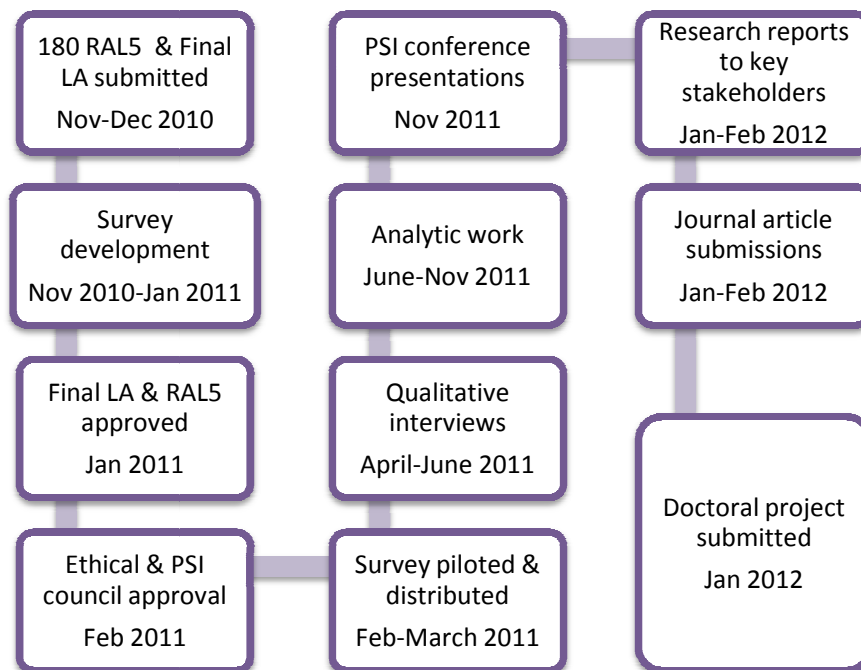 180 RAL5 & Final
LA submitted
Nov-Dec 2010
Survey
development
Nov 2010-Jan 2011
Final LA & RAL5
approved
Jan 2011
Ethical & PSI
council approval
Feb 2011
Survey piloted &
distributed
Feb-March 2011
Qualitative
interviews
April-June 2011
Analytic work
June-Nov 2011
PSI conference
presentations
Nov 2011
Research reports
to key
stakeholders
Jan-Feb 2012
Journal article
submissions
Jan-Feb 2012
Doctoral project
submitted
Jan 2012